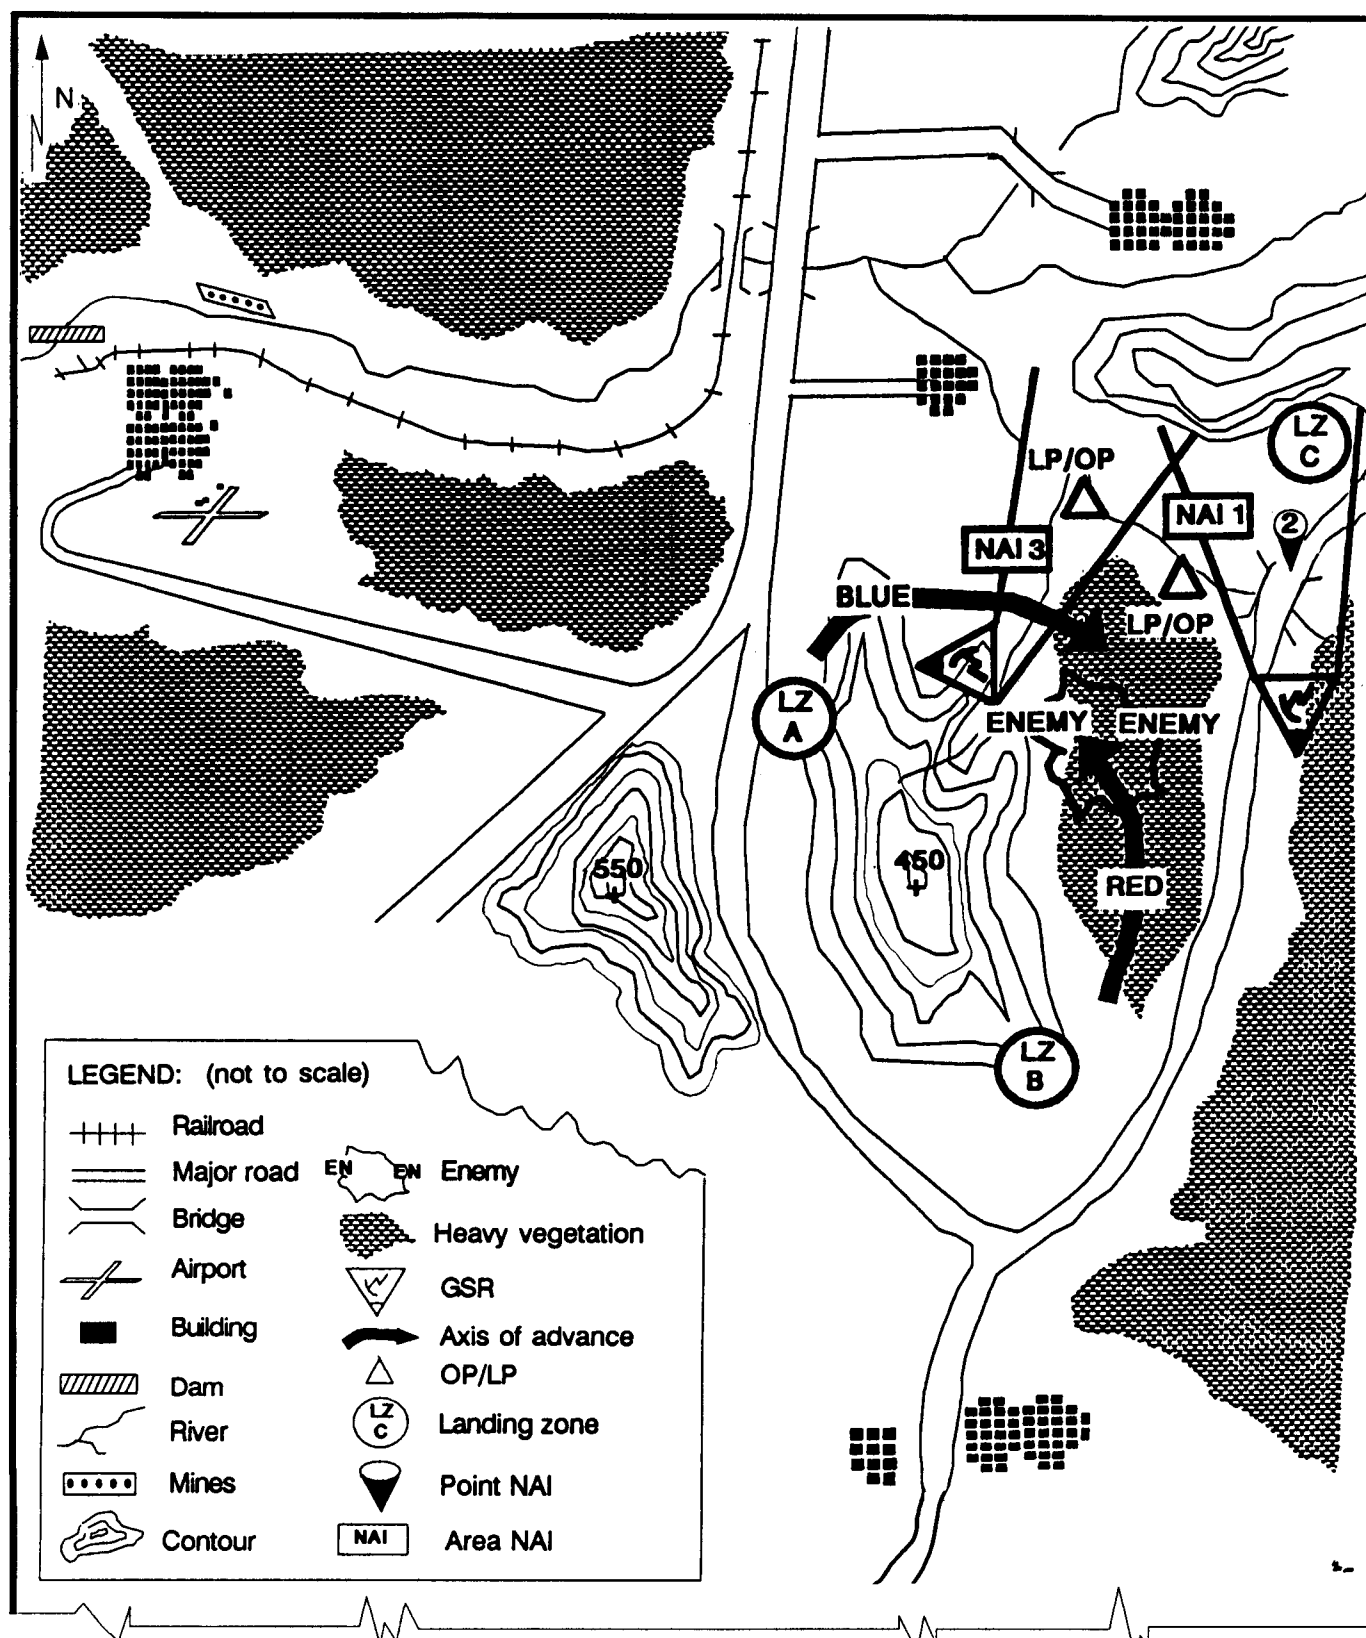 N
LZ
C
LP/OP
NAI 1
2
NAI 3
BLUE
LP/OP
LZ
A
ENEMY
ENEMY
550
450
RED
LZ
B
LEGEND: (not to scale)
Railroad
Major road
Bridge
Airport
Building
Dam
River
Mines
Contour
EN
EN
Enemy
Heavy vegetation
GSR
Axis of advance
OP/LP
LZ
C
Landing zone
Point NAI
NAI
Area NAI